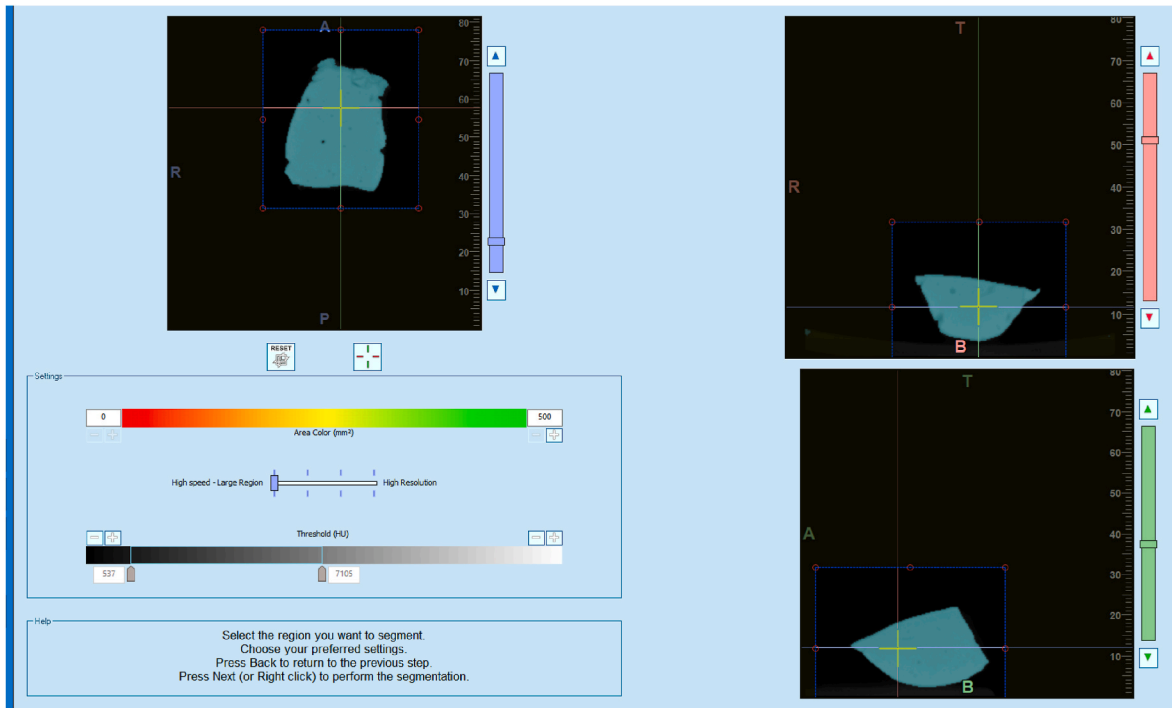 A
R
P
80
70
60
50
40
30
20
10
T
R
B
80
70
60
50
40
30
20
10
RESET
Settings
0
500
Area Color (mm²)
High speed - Large Region
High Resolution
Threshold (HU)
537
7105
Help
Select the region you want to segment.
Choose your preferred settings.
Press Back to return to the previous step.
Press Next (or Right click) to perform the segmentation.
T
A
B
80
70
60
50
40
30
20
10